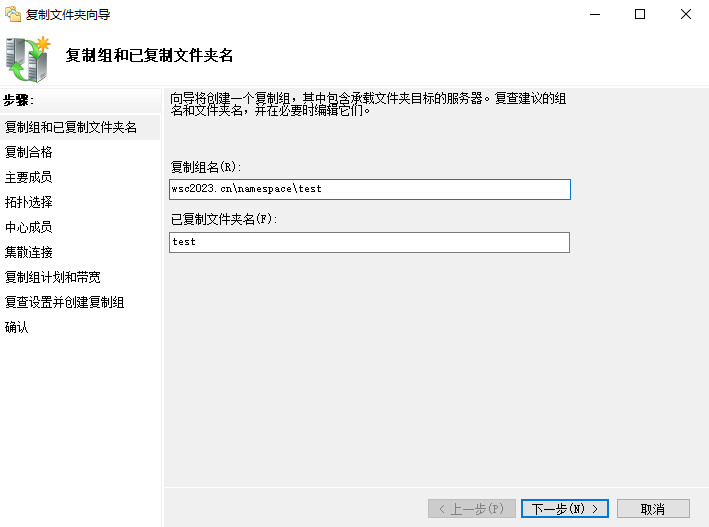 复制文件夹向导
复制组和已复制文件夹名
步骤:
复制组和已复制文件夹名
复制合格
主要成员
拓扑选择
中心成员
集散连接
复制组计划和带宽
复查设置并创建复制组
确认
向导将创建一个复制组，其中包含承载文件夹目标的服务器。复查建议的组
名和文件夹名，并在必要时编辑它们。
复制组名(R):
wsc2023.cn\namespace\test
已复制文件夹名(F):
test
< 上一步(P)
下一步(N) >
取消